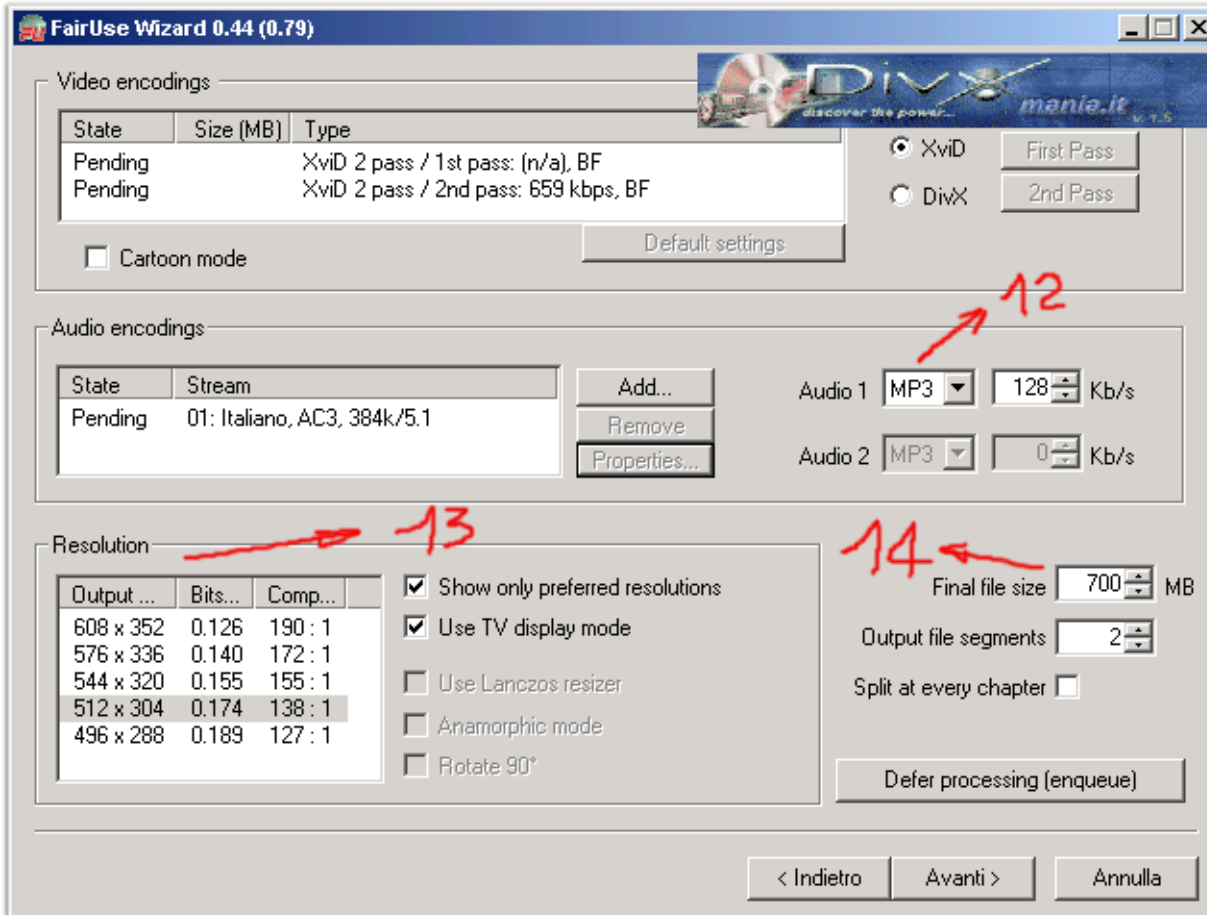 FairUse Wizard 0.44 (0.79)
DivX
discover the power...
mania.it
v. 1.5
Video encodings
State Size (MB) Type
Pending XviD 2 pass / 1st pass: (n/a), BF
Pending XviD 2 pass / 2nd pass: 659 kbps, BF
XviD First Pass
DivX 2nd Pass
Default settings
Cartoon mode
12
Audio encodings
State Stream
Pending 01: Italiano, AC3, 384k/5.1
Add...
Remove
Properties...
Audio 1 MP3 128 Kb/s
Audio 2 MP3 0 Kb/s
13
14
Resolution
Output ... Bits... Comp...
608 x 352 0.126 190 : 1
576 x 336 0.140 172 : 1
544 x 320 0.155 155 : 1
512 x 304 0.174 138 : 1
496 x 288 0.189 127 : 1
Show only preferred resolutions
Use TV display mode
Use Lanczos resizer
Anamorphic mode
Rotate 90°
Final file size 700 MB
Output file segments 2
Split at every chapter
Defer processing (enqueue)
< Indietro Avanti > Annulla